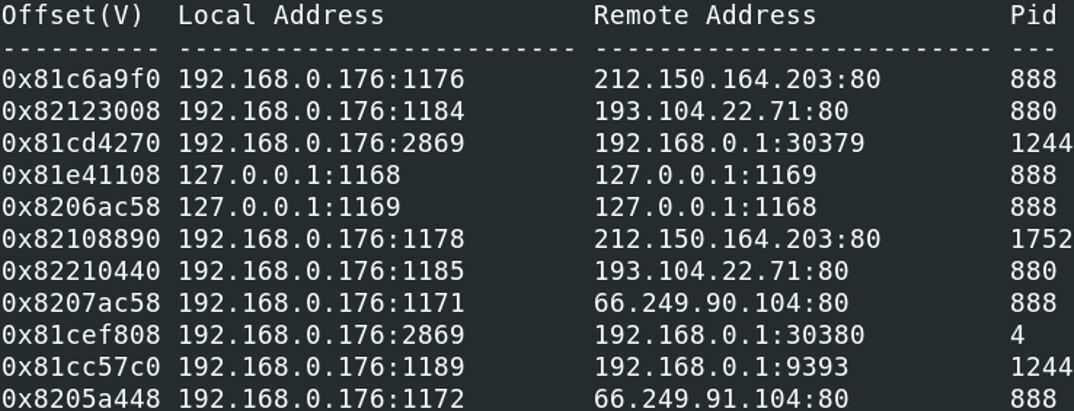 Offset(V)  Local Address             Remote Address            Pid
---------- ------------------------- ------------------------- ---
0x81c6a9f0 192.168.0.176:1176        212.150.164.203:80        888
0x82123008 192.168.0.176:1184        193.104.22.71:80          880
0x81cd4270 192.168.0.176:2869        192.168.0.1:30379         1244
0x81e41108 127.0.0.1:1168            127.0.0.1:1169            888
0x8206ac58 127.0.0.1:1169            127.0.0.1:1168            888
0x82108890 192.168.0.176:1178        212.150.164.203:80        1752
0x82210440 192.168.0.176:1185        193.104.22.71:80          880
0x8207ac58 192.168.0.176:1171        66.249.90.104:80          888
0x81cef808 192.168.0.176:2869        192.168.0.1:30380         4
0x81cc57c0 192.168.0.176:1189        192.168.0.1:9393          1244
0x8205a448 192.168.0.176:1172        66.249.91.104:80          888